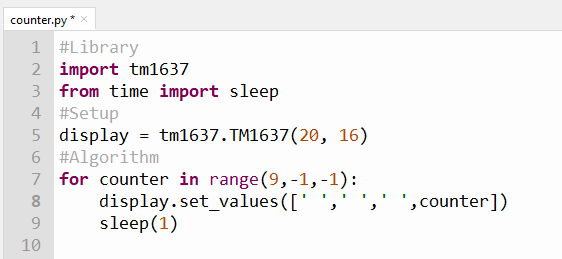 counter.py * ×
1 #Library
2 import tm1637
3 from time import sleep
4 #Setup
5 display = tm1637.TM1637(20, 16)
6 #Algorithm
7 for counter in range(9,-1,-1):
8     display.set_values([' ',' ',' ',counter])
9     sleep(1)
10